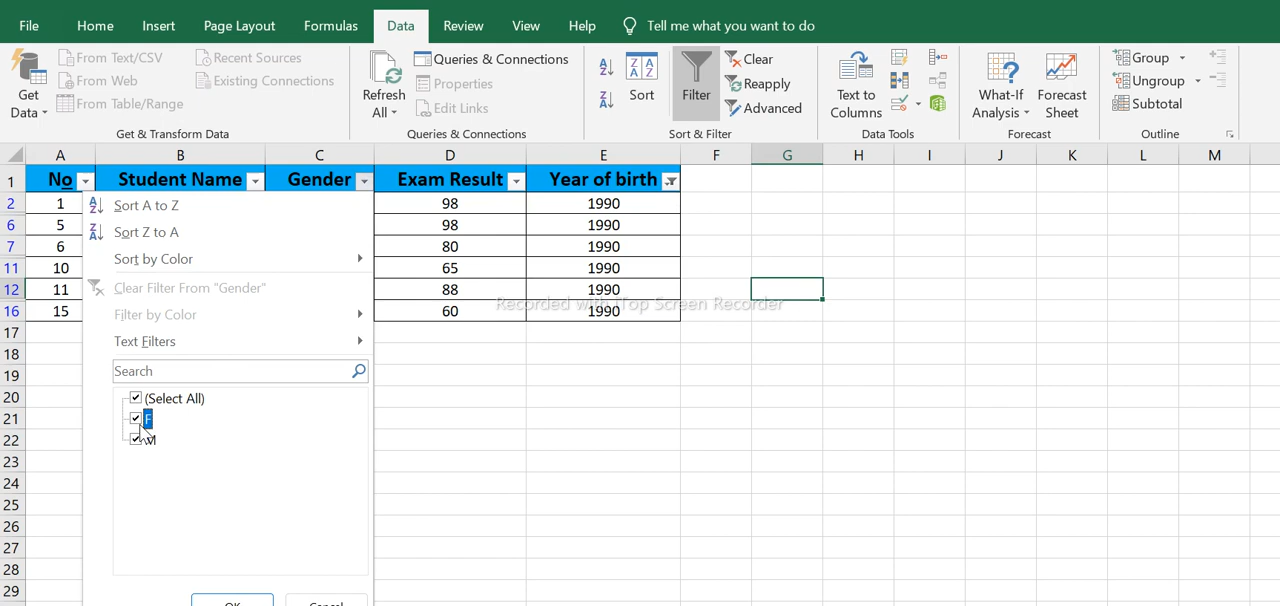 File Home Insert Page Layout Formulas Data Review View Help Tell me what you want to do
Get Data
From Text/CSV
From Web
From Table/Range
Recent Sources
Existing Connections
Get & Transform Data
Refresh All
Queries & Connections
Properties
Edit Links
Queries & Connections
Sort
Filter
Clear
Reapply
Advanced
Sort & Filter
Text to Columns
Data Tools
What-If Analysis
Forecast Sheet
Forecast
Group
Ungroup
Subtotal
Outline
A B C D E F G H I J K L M
1 No Student Name Gender Exam Result Year of birth
2 1 98 1990
6 5 98 1990
7 6 80 1990
11 10 65 1990
12 11 88 1990
16 15 60 1990
17
18
19
20
21
22
23
24
25
26
27
28
29
Sort A to Z
Sort Z to A
Sort by Color
Clear Filter From "Gender"
Filter by Color
Text Filters
Search
(Select All)
F
M
OK Cancel
Recorded with iTop Screen Recorder